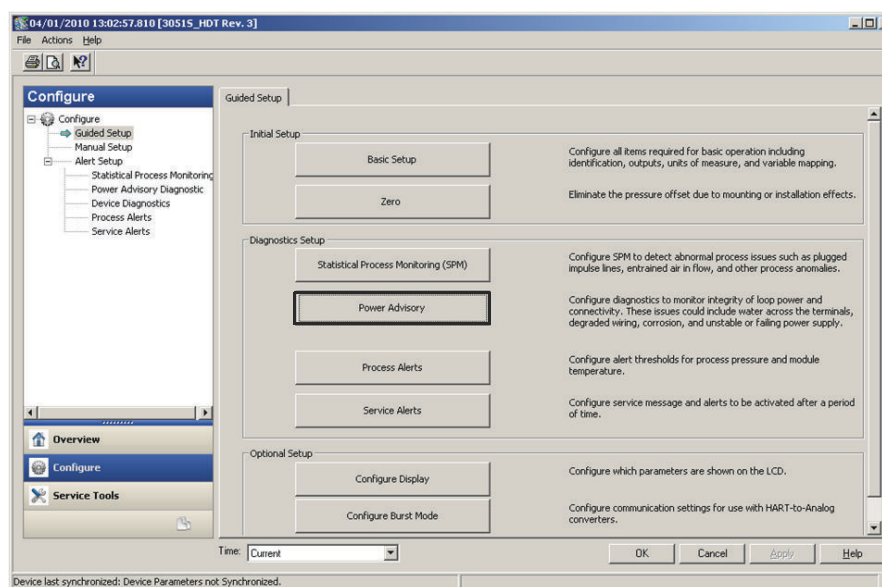 04/01/2010 13:02:57.810 [3051S_HDT Rev. 3]
File Actions Help
Configure
Configure
Guided Setup
Manual Setup
Alert Setup
Statistical Process Monitoring
Power Advisory Diagnostic
Device Diagnostics
Process Alerts
Service Alerts
Overview
Configure
Service Tools
Guided Setup
Initial Setup
Basic Setup
Configure all items required for basic operation including
identification, outputs, units of measure, and variable mapping.
Zero
Eliminate the pressure offset due to mounting or installation effects.
Diagnostics Setup
Statistical Process Monitoring (SPM)
Configure SPM to detect abnormal process issues such as plugged
impulse lines, entrained air in flow, and other process anomalies.
Power Advisory
Configure diagnostics to monitor integrity of loop power and
connectivity. These issues could include water across the terminals,
degraded wiring, corrosion, and unstable or failing power supply.
Process Alerts
Configure alert thresholds for process pressure and module
temperature.
Service Alerts
Configure service message and alerts to be activated after a period
of time.
Optional Setup
Configure Display
Configure which parameters are shown on the LCD.
Configure Burst Mode
Configure communication settings for use with HART-to-Analog
converters.
Time: Current
OK Cancel Apply Help
Device last synchronized: Device Parameters not Synchronized.